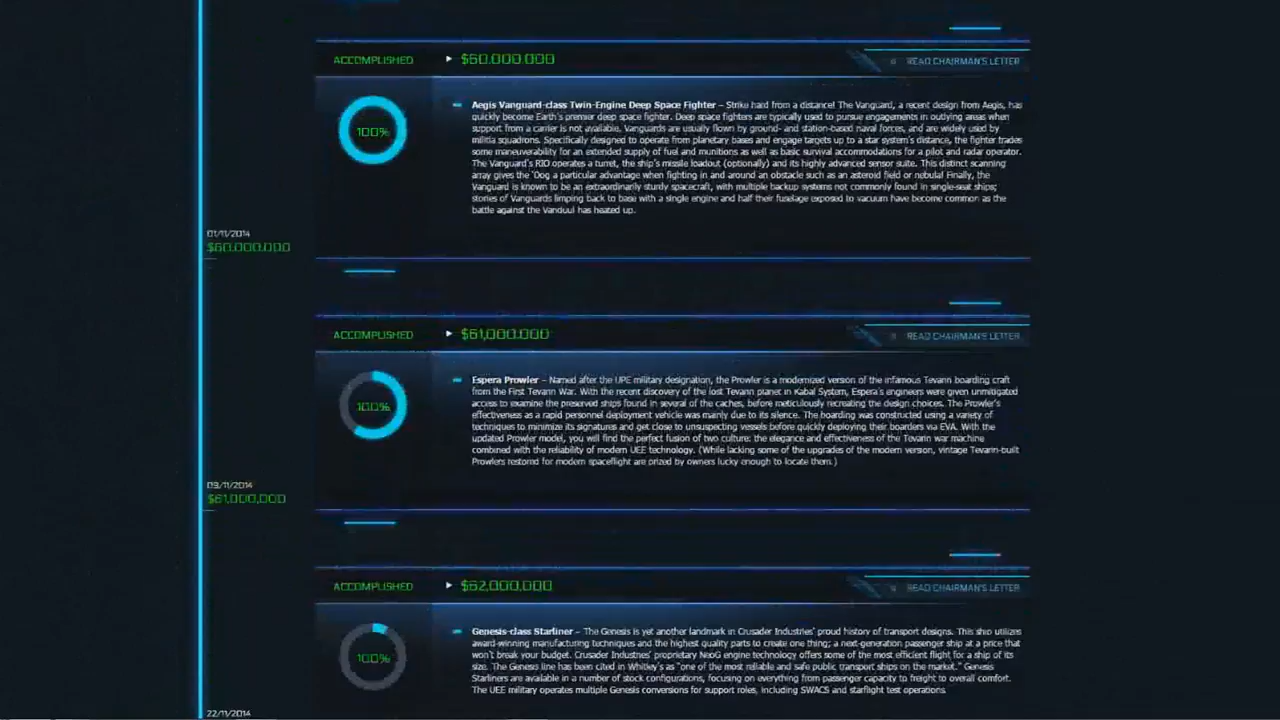 ACCOMPLISHED ▶ $60,000,000 READ CHAIRMAN'S LETTER
100%
Aegis Vanguard-class Twin-Engine Deep Space Fighter – Strike hard from a distance! The Vanguard, a recent design from Aegis, has
quickly become Earth's premier deep space fighter. Deep space fighters are typically used to pursue engagements in outlying areas when
support from a carrier is not available. Vanguards are usually flown by ground- and station-based naval forces, and are widely used by
militia squadrons. Specifically designed to operate from planetary bases and engage targets up to a star system's distance, the fighter trades
some maneuverability for an extended supply of fuel and munitions as well as basic survival accommodations for a pilot and radar operator.
The Vanguard's RIO operates a turret, the ship's missile loadout (optionally) and its highly advanced sensor suite. This distinct scanning
array gives the 'Dog a particular advantage when fighting in and around an obstacle such as an asteroid field or nebula! Finally, the
Vanguard is known to be an extraordinarily sturdy spacecraft, with multiple backup systems not commonly found in single-seat ships;
stories of Vanguards limping back to base with a single engine and half their fuselage exposed to vacuum have become common as the
battle against the Vanduul has heated up.
01/11/2014
$60,000,000
ACCOMPLISHED ▶ $61,000,000 READ CHAIRMAN'S LETTER
100%
Espera Prowler – Named after the UPE military designation, the Prowler is a modernized version of the infamous Tevarin boarding craft
from the First Tevarin War. With the recent discovery of the lost Tevarin planet in Kabal System, Espera's engineers were given unmitigated
access to examine the preserved ships found in several of the caches, before meticulously recreating the design choices. The Prowler's
effectiveness as a rapid personnel deployment vehicle was mainly due to its silence. The boarding was constructed using a variety of
techniques to minimize its signatures and get close to unsuspecting vessels before quickly deploying their boarders via EVA. With the
updated Prowler model, you will find the perfect fusion of two culture: the elegance and effectiveness of the Tevarin war machine
combined with the reliability of modern UEE technology. (While lacking some of the upgrades of the modern version, vintage Tevarin-built
Prowlers restored for modern spaceflight are prized by owners lucky enough to locate them.)
09/11/2014
$61,000,000
ACCOMPLISHED ▶ $62,000,000 READ CHAIRMAN'S LETTER
100%
Genesis-class Starliner – The Genesis is yet another landmark in Crusader Industries' proud history of transport designs. This ship utilizes
award-winning manufacturing techniques and the highest quality parts to create one thing; a next-generation passenger ship at a price that
won't break your budget. Crusader Industries' proprietary NeoG engine technology offers some of the most efficient flight for a ship of its
size. The Genesis line has been cited in Whitley's as "one of the most reliable and safe public transport ships on the market." Genesis
Starliners are available in a number of stock configurations, focusing on everything from passenger capacity to freight to overall comfort.
The UEE military operates multiple Genesis conversions for support roles, including SWACS and starflight test operations
22/11/2014